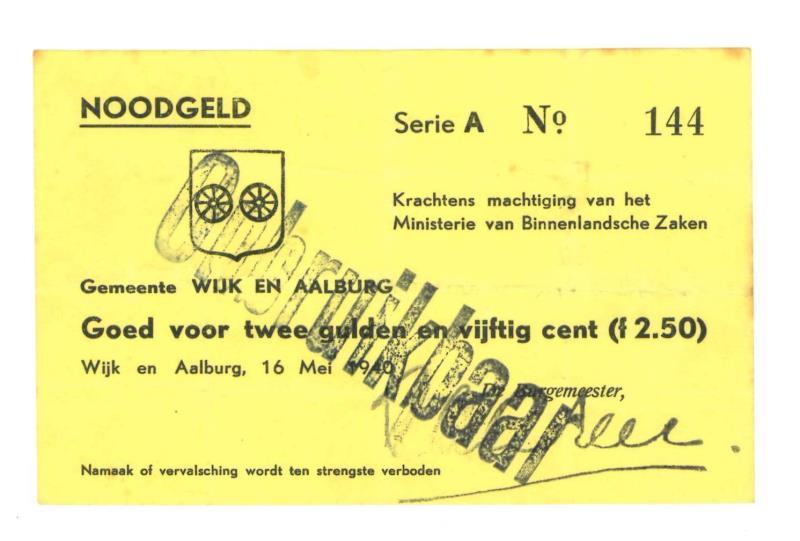 NOODGELD
Serie A No 144
Krachtens machtiging van het
Ministerie van Binnenlandsche Zaken
Gemeente WIJK EN AALBURG
Goed voor twee gulden en vijftig cent (f 2.50)
Wijk en Aalburg, 16 Mei 1940
De Burgemeester,
Namaak of vervalsching wordt ten strengste verboden
Onbruikbaar